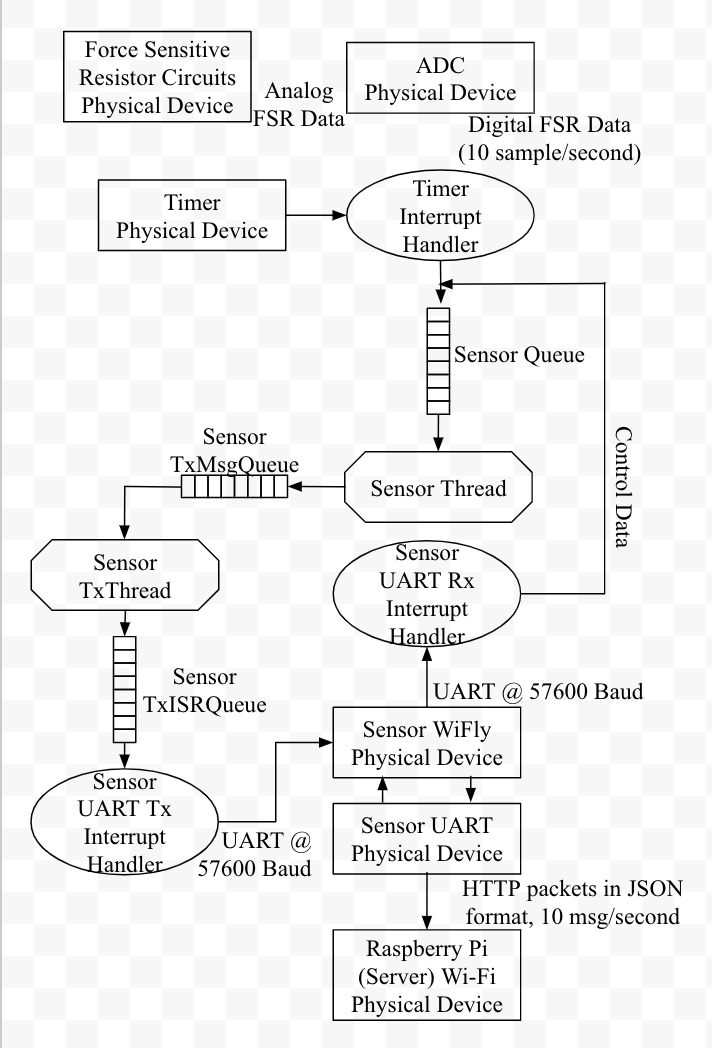 Force Sensitive
Resistor Circuits
Physical Device
Analog
FSR Data
ADC
Physical Device
Digital FSR Data
(10 sample/second)
Timer
Physical Device
Timer
Interrupt
Handler
Sensor Queue
Sensor
TxMsgQueue
Sensor Thread
Control Data
Sensor
TxThread
Sensor
UART Rx
Interrupt
Handler
Sensor
TxISRQueue
UART @ 57600 Baud
Sensor WiFly
Physical Device
Sensor
UART Tx
Interrupt
Handler
UART @
57600 Baud
Sensor UART
Physical Device
HTTP packets in JSON
format, 10 msg/second
Raspberry Pi
(Server) Wi-Fi
Physical Device